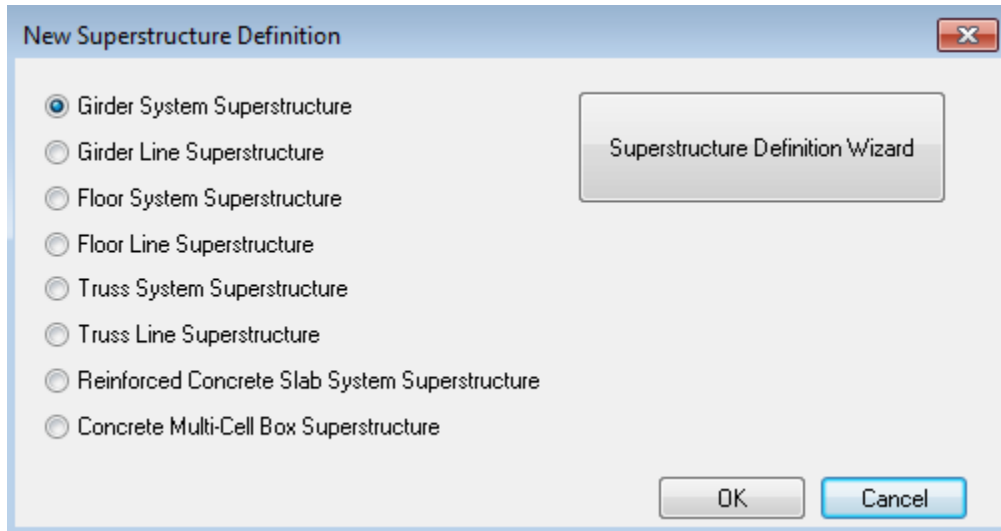 New Superstructure Definition
Girder System Superstructure
Superstructure Definition Wizard
Girder Line Superstructure
Floor System Superstructure
Floor Line Superstructure
Truss System Superstructure
Truss Line Superstructure
Reinforced Concrete Slab System Superstructure
Concrete Multi-Cell Box Superstructure
OK
Cancel